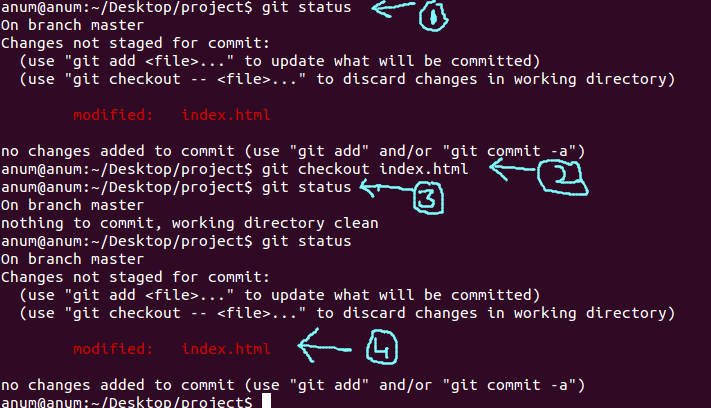 anum@anum:~/Desktop/project$ git status 1
On branch master
Changes not staged for commit:
  (use "git add <file>..." to update what will be committed)
  (use "git checkout -- <file>..." to discard changes in working directory)
        modified:   index.html
no changes added to commit (use "git add" and/or "git commit -a")
anum@anum:~/Desktop/project$ git checkout index.html 2
anum@anum:~/Desktop/project$ git status 3
On branch master
nothing to commit, working directory clean
anum@anum:~/Desktop/project$ git status
On branch master
Changes not staged for commit:
  (use "git add <file>..." to update what will be committed)
  (use "git checkout -- <file>..." to discard changes in working directory)
        modified:   index.html 4
no changes added to commit (use "git add" and/or "git commit -a")
anum@anum:~/Desktop/project$